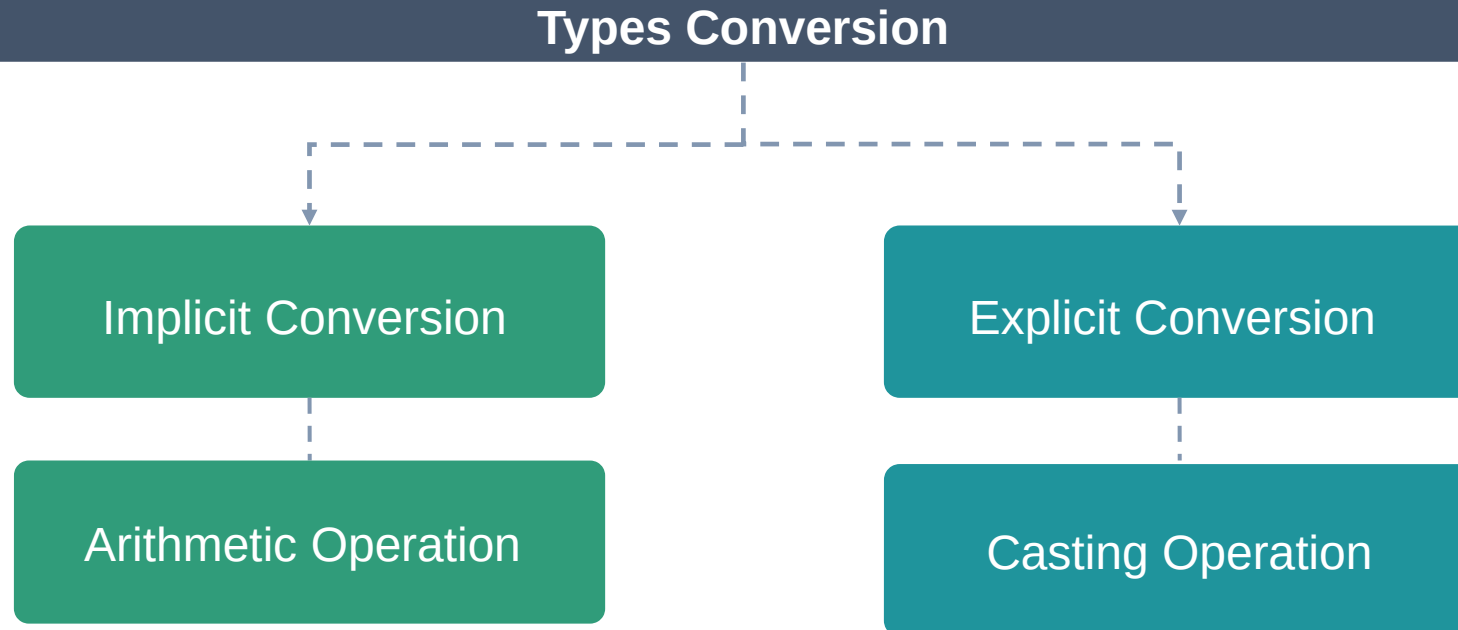 Types Conversion
Implicit Conversion
Explicit Conversion
Arithmetic Operation
Casting Operation